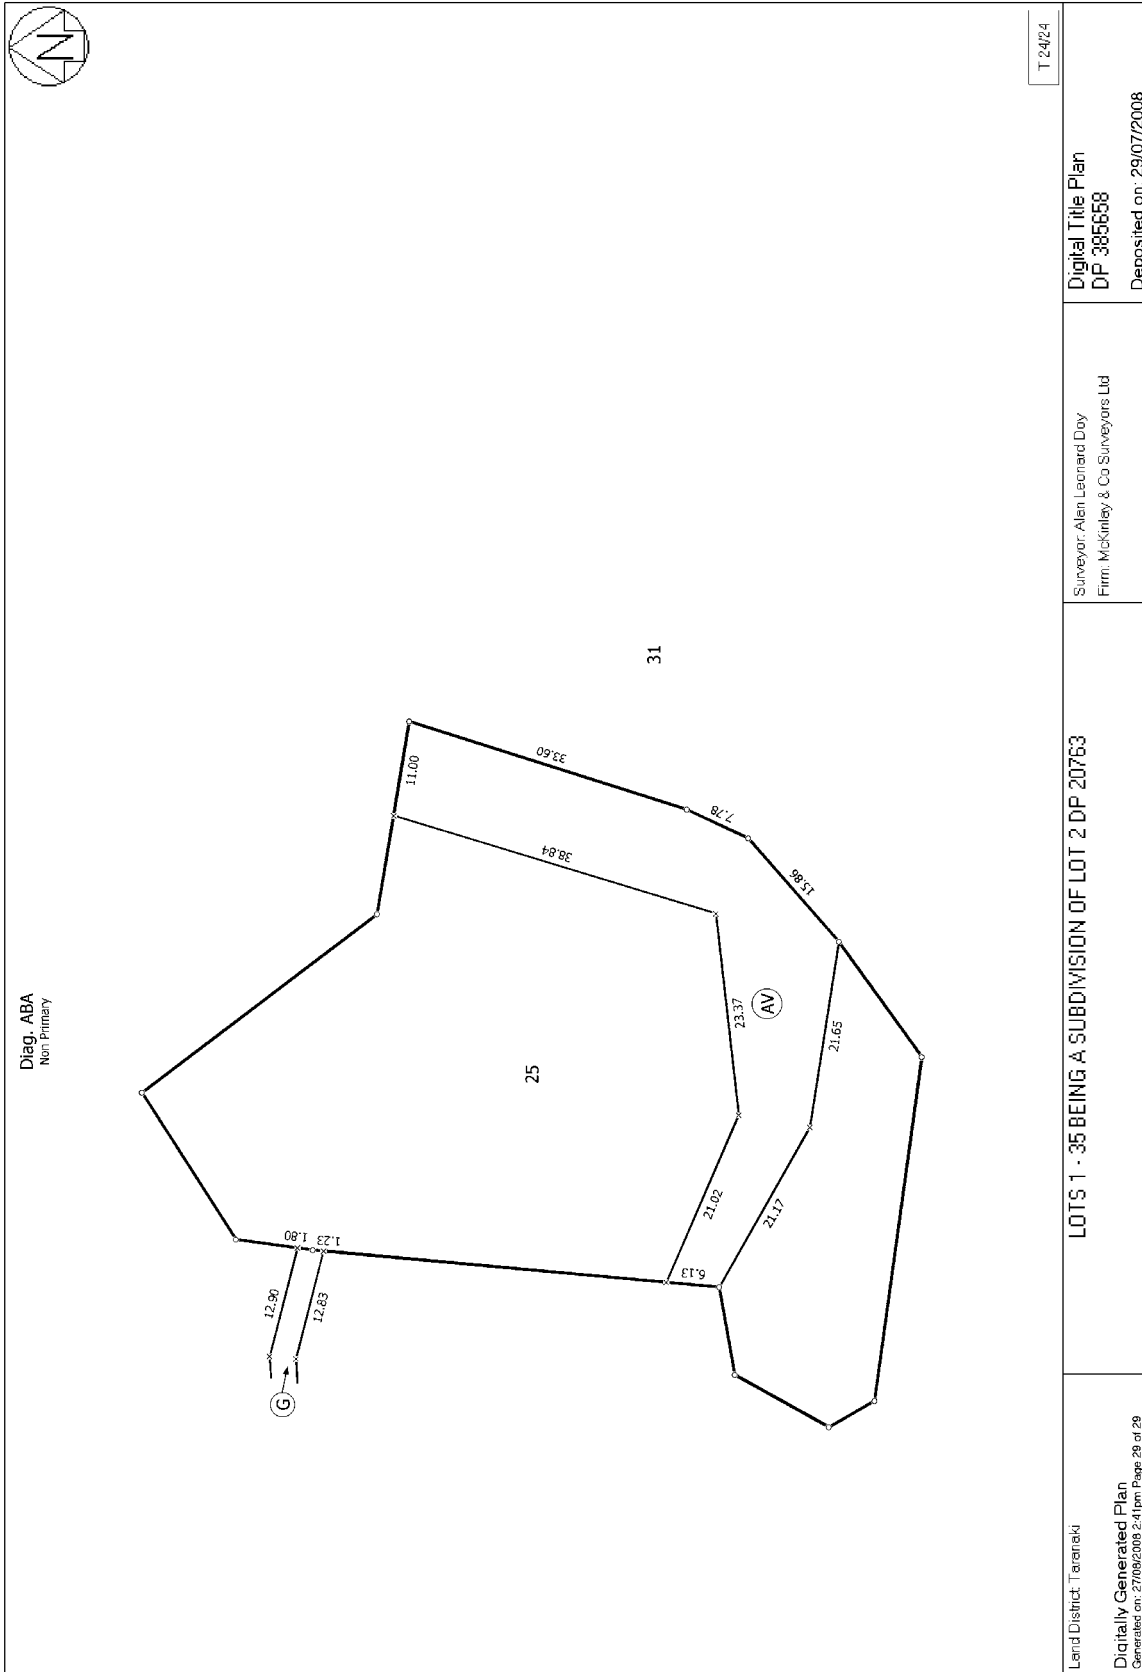 Diag. ABA
Non Primary
N
12.90
12.83
G
1.80
1.23
25
31
11.00
33.60
38.84
7.78
15.86
23.37
AV
21.65
21.02
21.17
6.13
T 24/24
Land District: Taranaki
Digitally Generated Plan
Generated on: 27/08/2008 2:41pm Page 29 of 29
LOTS 1 - 35 BEING A SUBDIVISION OF LOT 2 DP 20763
Surveyor: Alan Leonard Doy
Firm: McKinlay & Co Surveyors Ltd
Digital Title Plan
DP 385658
Deposited on: 29/07/2008